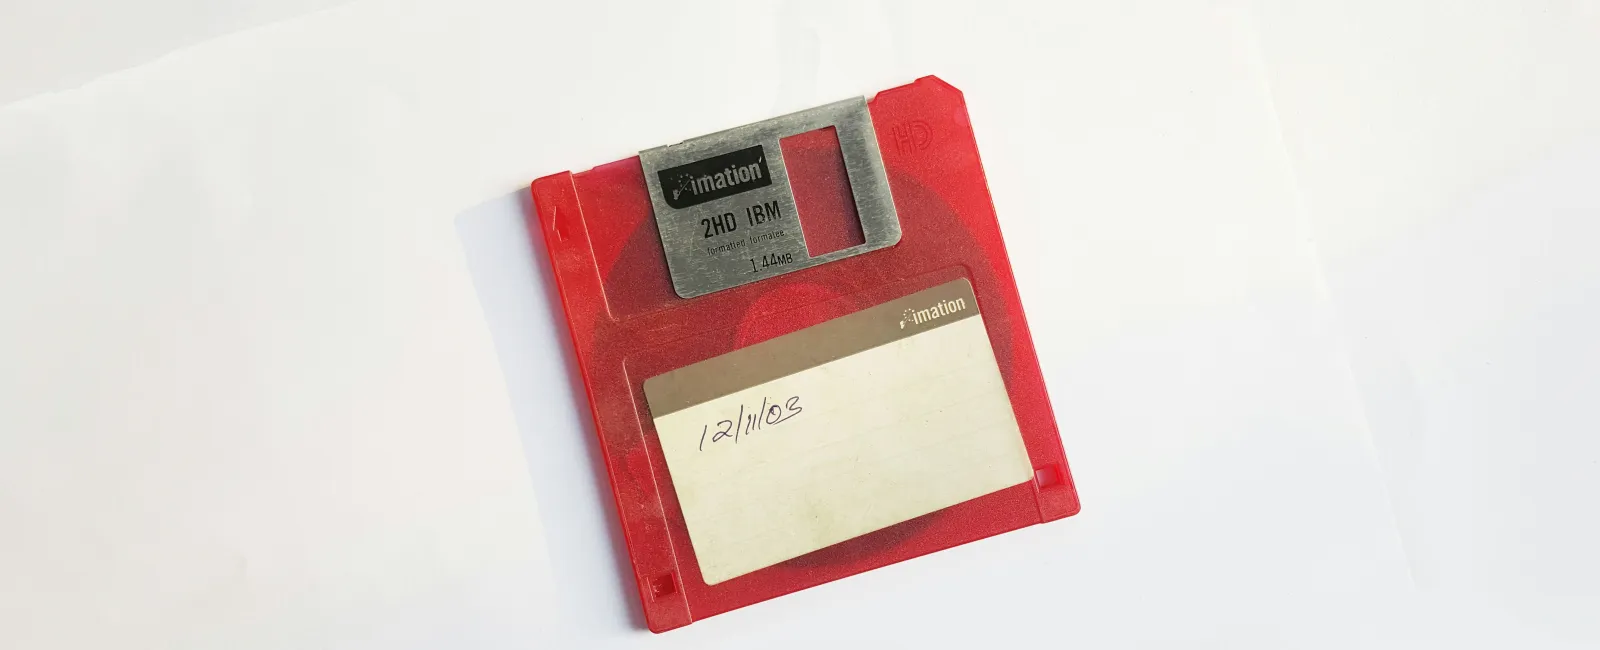 HD
imation
2HD IBM
formatted formatée
1.44MB
imation
12/11/03